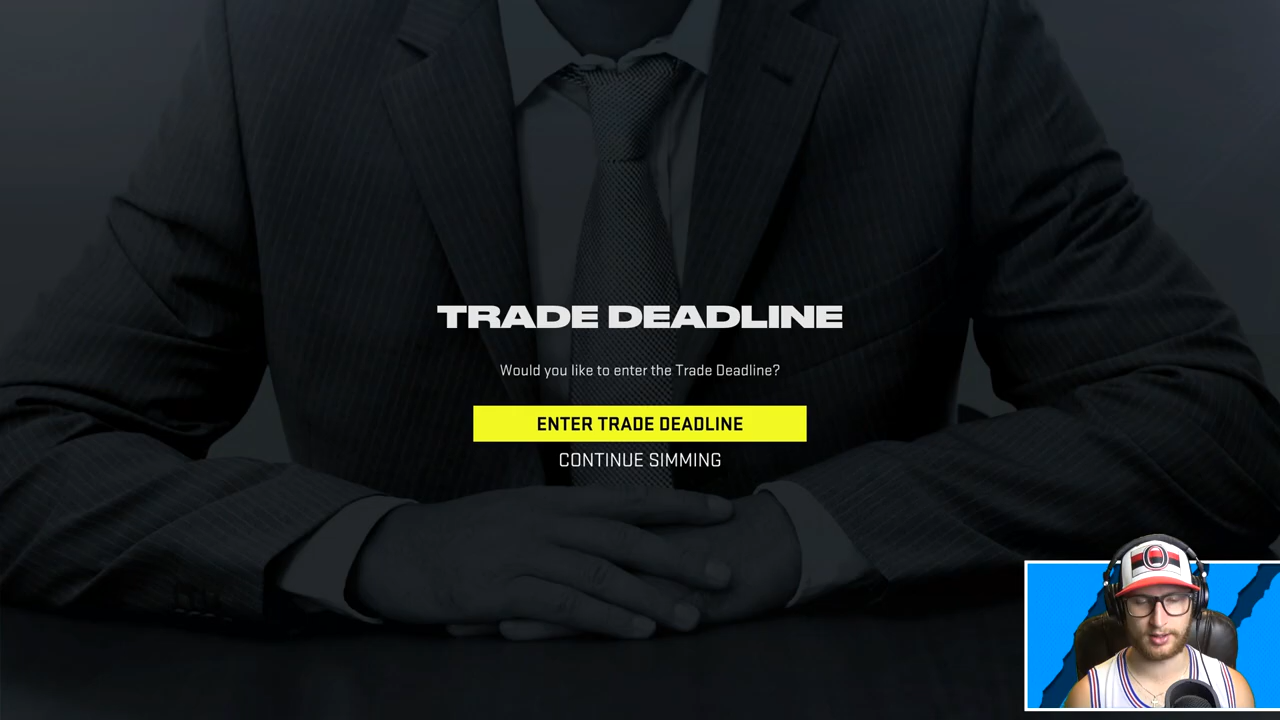 TRADE DEADLINE
Would you like to enter the Trade Deadline?
ENTER TRADE DEADLINE
CONTINUE SIMMING